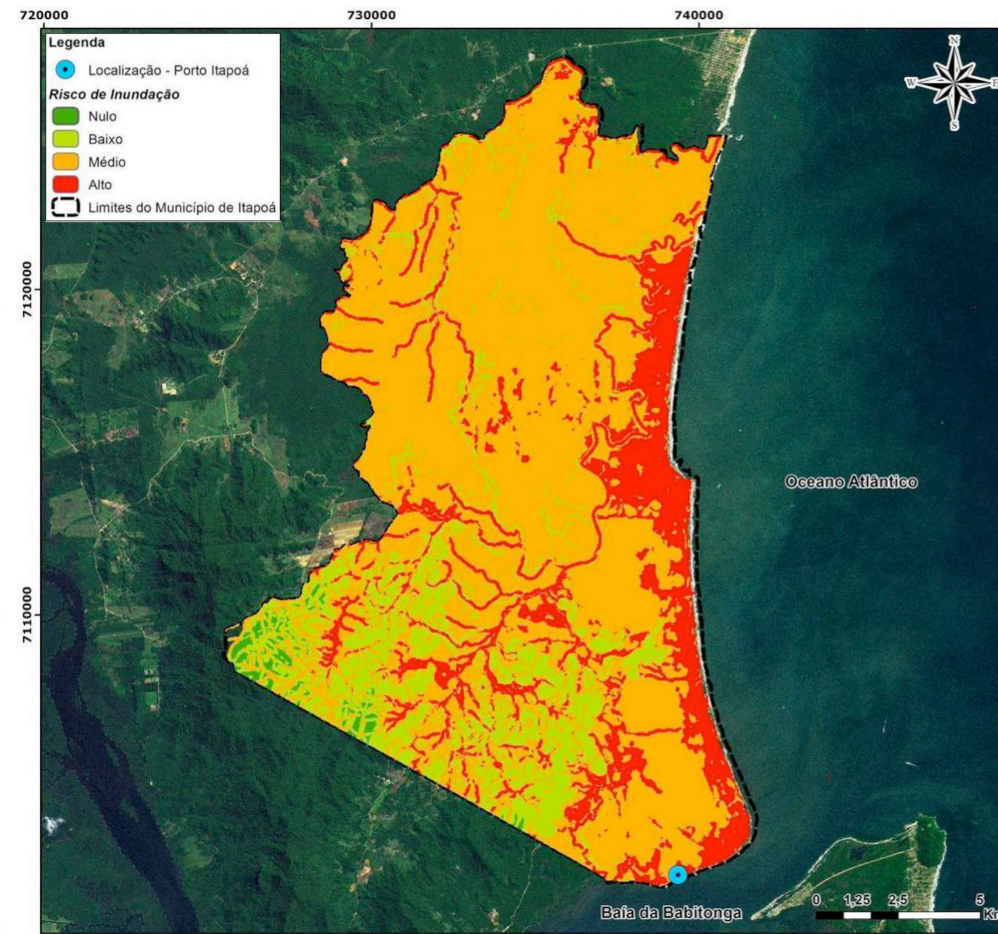 720000
730000
740000
Legenda
Localização - Porto Itapoá
Risco de Inundação
Nulo
Baixo
Médio
Alto
Limites do Município de Itapoá
N
W
E
S
7120000
Oceano Atlântico
7110000
Baía da Babitonga
0 1,25 2,5 5
Km